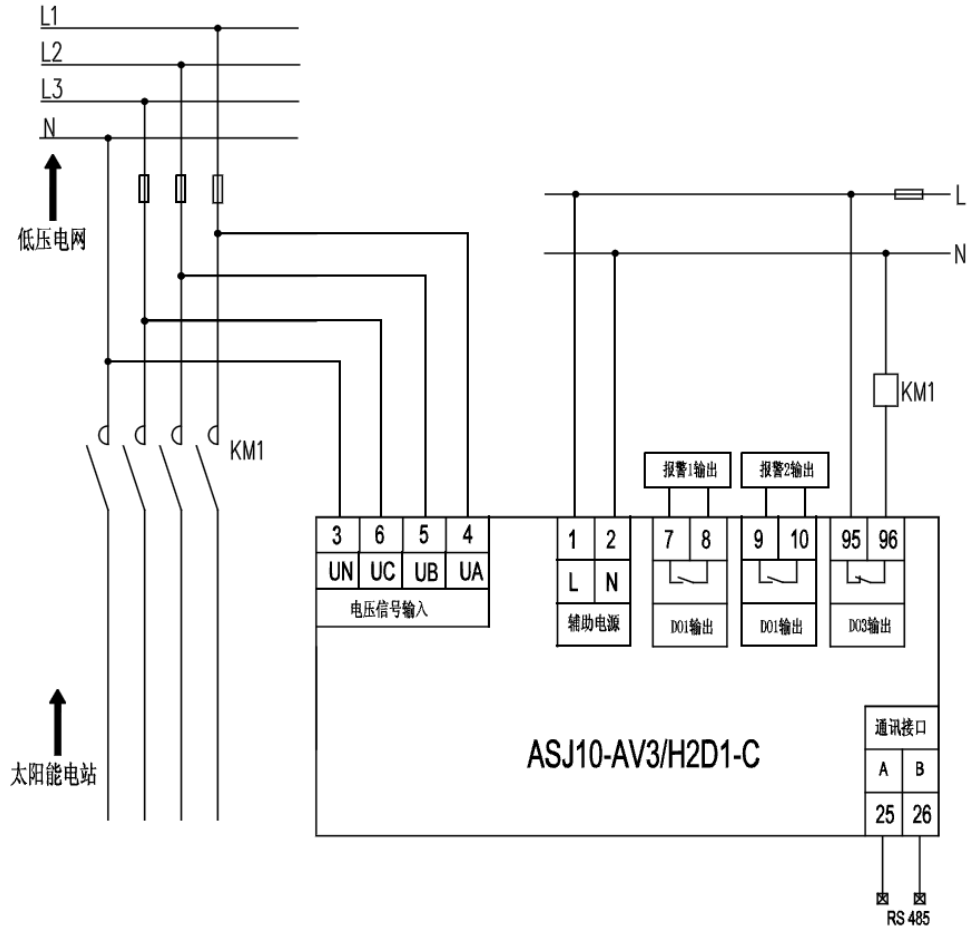 L1
L2
L3
N
低压电网
L
N
KM1
KM1
报警1输出 报警2输出
3 6 5 4 1 2 7 8 9 10 95 96
UN UC UB UA L N
电压信号输入 辅助电源 DO1输出 DO1输出 DO3输出
太阳能电站
ASJ10-AV3/H2D1-C
通讯接口
A B
25 26
RS 485